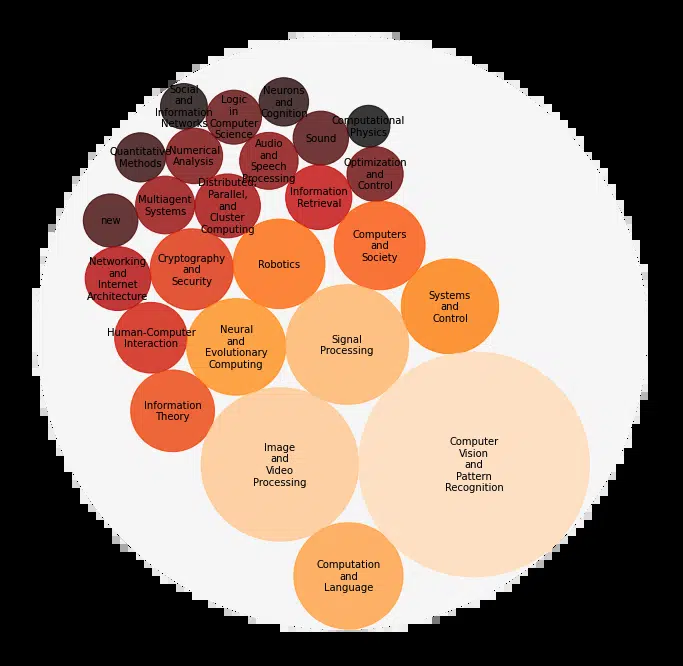 Social
and
Information
Networks
Logic
in
Computer
Science
Neurons
and
Cognition
Computational
Physics
Quantitative
Methods
Numerical
Analysis
Audio
and
Speech
Processing
Sound
Optimization
and
Control
new
Multiagent
Systems
Distributed,
Parallel,
and
Cluster
Computing
Information
Retrieval
Networking
and
Internet
Architecture
Cryptography
and
Security
Robotics
Computers
and
Society
Systems
and
Control
Human-Computer
Interaction
Neural
and
Evolutionary
Computing
Signal
Processing
Information
Theory
Image
and
Video
Processing
Computer
Vision
and
Pattern
Recognition
Computation
and
Language